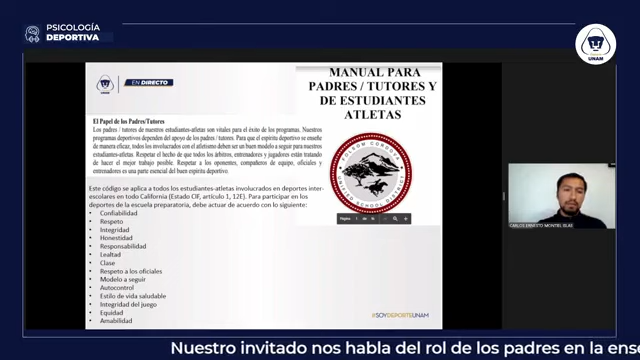 PSICOLOGÍA
DEPORTIVA
UNAM
UNAM
EN DIRECTO
MANUAL PARA
PADRES / TUTORES Y
DE ESTUDIANTES
ATLETAS
El Papel de los Padres/Tutores
Los padres / tutores de nuestros estudiantes-atletas son vitales para el éxito de los programas. Nuestros
programas deportivos dependen del apoyo de los padres / tutores. Para que el espíritu deportivo se enseñe
de manera eficaz, todos los involucrados con el atletismo deben ser un buen modelo a seguir para nuestros
estudiantes-atletas. Respetar el hecho de que todos los árbitros, entrenadores y jugadores están tratando
de hacer el mejor trabajo posible. Respetar a los oponentes, compañeros de equipo, oficiales y
entrenadores es una parte esencial del buen espíritu deportivo.
FOLSOM CORDOVA
UNIFIED SCHOOL DISTRICT
Página
Este código se aplica a todos los estudiantes-atletas involucrados en deportes inter-
escolares en todo California (Estado CIF, artículo 1, 12E). Para participar en los
deportes de la escuela preparatoria, debe actuar de acuerdo con lo siguiente:
• Confiabilidad
• Respeto
• Integridad
• Honestidad
• Responsabilidad
• Lealtad
• Clase
• Respeto a los oficiales
• Modelo a seguir
• Autocontrol
• Estilo de vida saludable
• Integridad del juego
• Equidad
• Amabilidad
#SOYDEPORTEUNAM
CARLOS ERNESTO MONTIEL ISLAS
Nuestro invitado nos habla del rol de los padres en la ens